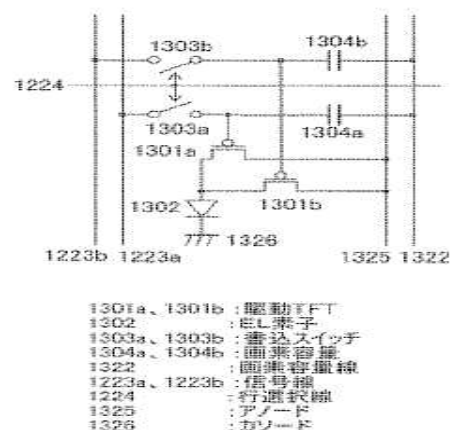 1303b
1304b
1224
1303a
1304a
1301a
1302
1301b
1326
1223b 1223a
1325 1322
1301a、1301b :駆動TFT
1302 :EL素子
1303a、1303b :書込スイッチ
1304a、1304b :画素容量
1322 :画素容量線
1223a、1223b :信号線
1224 :行選択線
1325 :アノード
1326 :カソード